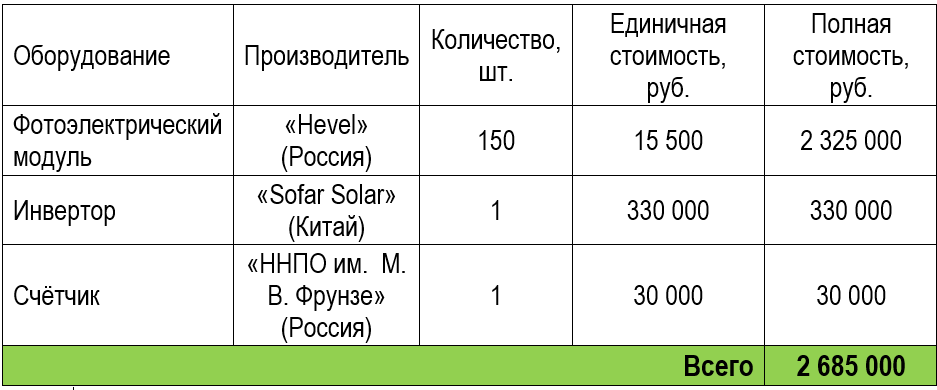 Оборудование
Производитель
Количество,
шт.
Единичная
стоимость,
руб.
Полная
стоимость,
руб.
Фотоэлектрический
модуль
«Hevel»
(Россия)
150
15 500
2 325 000
Инвертор
«Sofar Solar»
(Китай)
1
330 000
330 000
Счётчик
«ННПО им. М.
В. Фрунзе»
(Россия)
1
30 000
30 000
Всего
2 685 000